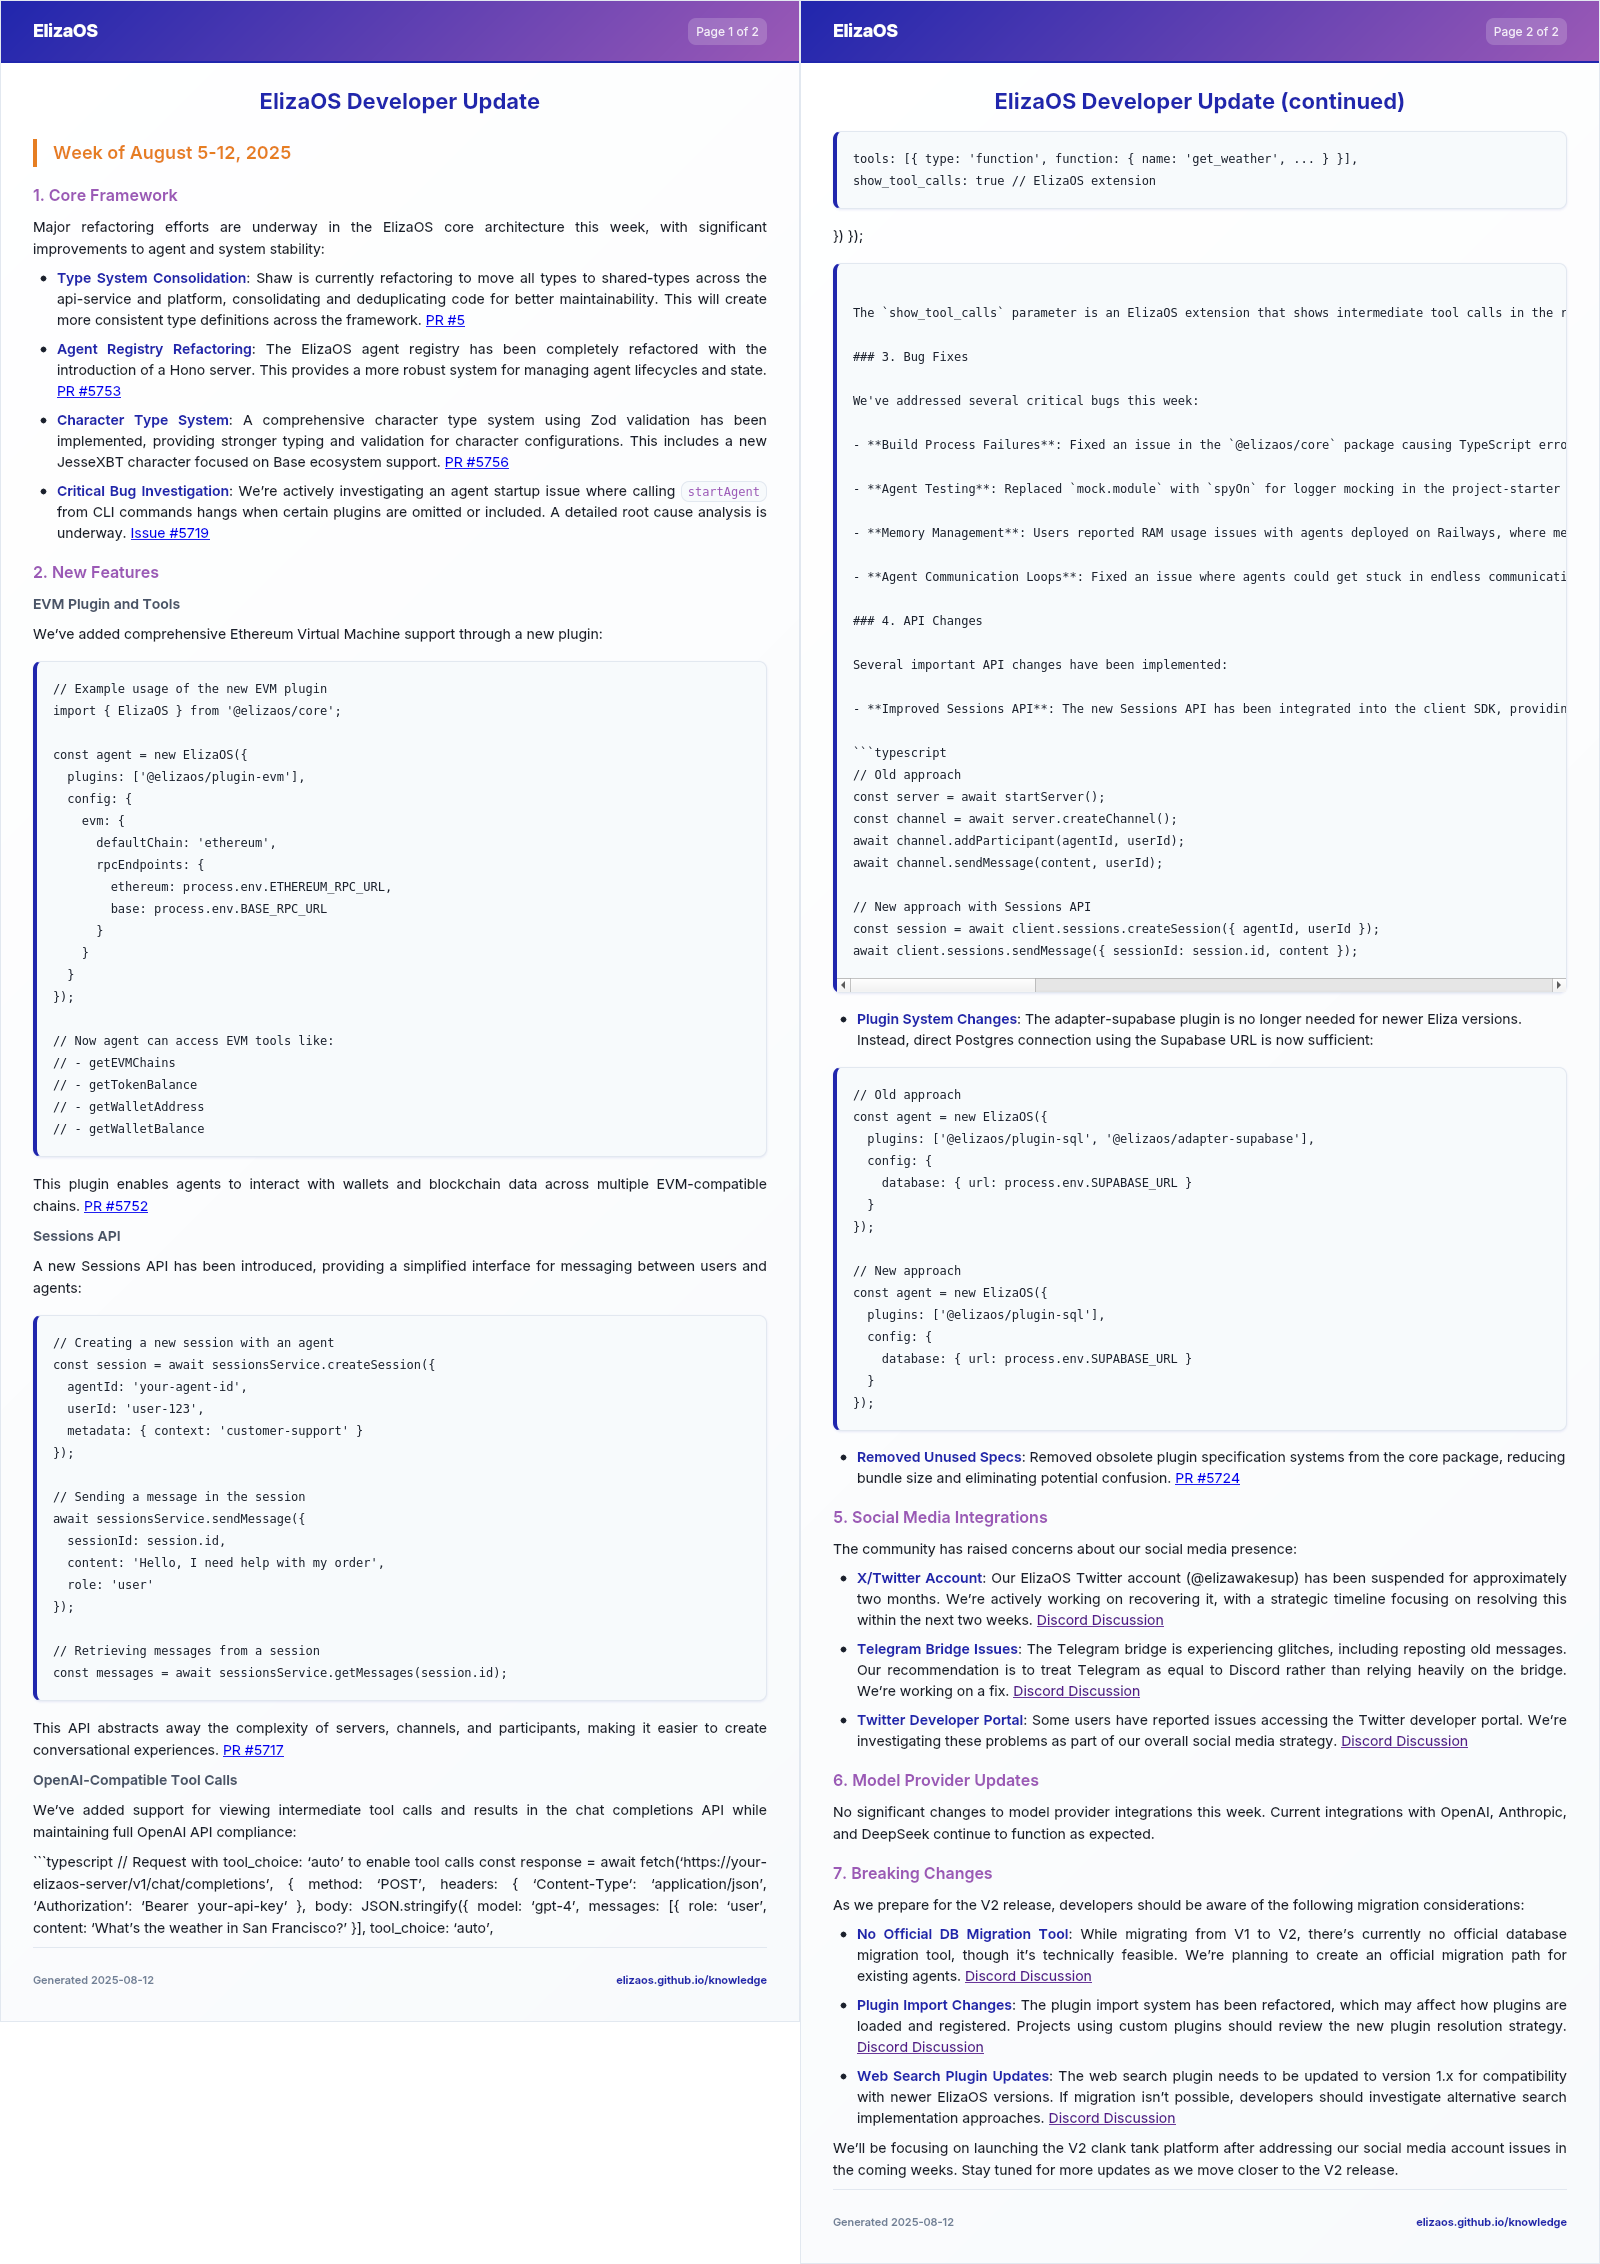 ElizaOS
Page 1 of 2
ElizaOS Developer Update
Week of August 5-12, 2025
1. Core Framework
Major refactoring efforts are underway in the ElizaOS core architecture this week, with significant
improvements to agent and system stability:
• Type System Consolidation: Shaw is currently refactoring to move all types to shared-types across the
api-service and platform, consolidating and deduplicating code for better maintainability. This will create
more consistent type definitions across the framework. PR #5
• Agent Registry Refactoring: The ElizaOS agent registry has been completely refactored with the
introduction of a Hono server. This provides a more robust system for managing agent lifecycles and state.
PR #5753
• Character Type System: A comprehensive character type system using Zod validation has been
implemented, providing stronger typing and validation for character configurations. This includes a new
JesseXBT character focused on Base ecosystem support. PR #5756
• Critical Bug Investigation: We’re actively investigating an agent startup issue where calling startAgent
from CLI commands hangs when certain plugins are omitted or included. A detailed root cause analysis is
underway. Issue #5719
2. New Features
EVM Plugin and Tools
We’ve added comprehensive Ethereum Virtual Machine support through a new plugin:
// Example usage of the new EVM plugin
import { ElizaOS } from '@elizaos/core';
const agent = new ElizaOS({
  plugins: ['@elizaos/plugin-evm'],
  config: {
    evm: {
      defaultChain: 'ethereum',
      rpcEndpoints: {
        ethereum: process.env.ETHEREUM_RPC_URL,
        base: process.env.BASE_RPC_URL
      }
    }
  }
});
// Now agent can access EVM tools like:
// - getEVMChains
// - getTokenBalance
// - getWalletAddress
// - getWalletBalance
This plugin enables agents to interact with wallets and blockchain data across multiple EVM-compatible
chains. PR #5752
Sessions API
A new Sessions API has been introduced, providing a simplified interface for messaging between users and
agents:
// Creating a new session with an agent
const session = await sessionsService.createSession({
  agentId: 'your-agent-id',
  userId: 'user-123',
  metadata: { context: 'customer-support' }
});
// Sending a message in the session
await sessionsService.sendMessage({
  sessionId: session.id,
  content: 'Hello, I need help with my order',
  role: 'user'
});
// Retrieving messages from a session
const messages = await sessionsService.getMessages(session.id);
This API abstracts away the complexity of servers, channels, and participants, making it easier to create
conversational experiences. PR #5717
OpenAI-Compatible Tool Calls
We’ve added support for viewing intermediate tool calls and results in the chat completions API while
maintaining full OpenAI API compliance:
```typescript // Request with tool_choice: ‘auto’ to enable tool calls const response = await fetch(‘https://your-
elizaos-server/v1/chat/completions’, { method: ‘POST’, headers: { ‘Content-Type’: ‘application/json’,
‘Authorization’: ‘Bearer your-api-key’ }, body: JSON.stringify({ model: ‘gpt-4’, messages: [{ role: ‘user’,
content: ‘What’s the weather in San Francisco?’ }], tool_choice: ‘auto’,
Generated 2025-08-12
elizaos.github.io/knowledge
ElizaOS
Page 2 of 2
ElizaOS Developer Update (continued)
tools: [{ type: 'function', function: { name: 'get_weather', ... } }],
show_tool_calls: true // ElizaOS extension
}) });
The `show_tool_calls` parameter is an ElizaOS extension that shows intermediate tool calls in the r
### 3. Bug Fixes
We've addressed several critical bugs this week:
- **Build Process Failures**: Fixed an issue in the `@elizaos/core` package causing TypeScript erro
- **Agent Testing**: Replaced `mock.module` with `spyOn` for logger mocking in the project-starter
- **Memory Management**: Users reported RAM usage issues with agents deployed on Railways, where me
- **Agent Communication Loops**: Fixed an issue where agents could get stuck in endless communicati
### 4. API Changes
Several important API changes have been implemented:
- **Improved Sessions API**: The new Sessions API has been integrated into the client SDK, providin
```typescript
// Old approach
const server = await startServer();
const channel = await server.createChannel();
await channel.addParticipant(agentId, userId);
await channel.sendMessage(content, userId);
// New approach with Sessions API
const session = await client.sessions.createSession({ agentId, userId });
await client.sessions.sendMessage({ sessionId: session.id, content });
• Plugin System Changes: The adapter-supabase plugin is no longer needed for newer Eliza versions.
Instead, direct Postgres connection using the Supabase URL is now sufficient:
// Old approach
const agent = new ElizaOS({
  plugins: ['@elizaos/plugin-sql', '@elizaos/adapter-supabase'],
  config: {
    database: { url: process.env.SUPABASE_URL }
  }
});
// New approach
const agent = new ElizaOS({
  plugins: ['@elizaos/plugin-sql'],
  config: {
    database: { url: process.env.SUPABASE_URL }
  }
});
• Removed Unused Specs: Removed obsolete plugin specification systems from the core package, reducing
bundle size and eliminating potential confusion. PR #5724
5. Social Media Integrations
The community has raised concerns about our social media presence:
• X/Twitter Account: Our ElizaOS Twitter account (@elizawakesup) has been suspended for approximately
two months. We’re actively working on recovering it, with a strategic timeline focusing on resolving this
within the next two weeks. Discord Discussion
• Telegram Bridge Issues: The Telegram bridge is experiencing glitches, including reposting old messages.
Our recommendation is to treat Telegram as equal to Discord rather than relying heavily on the bridge.
We’re working on a fix. Discord Discussion
• Twitter Developer Portal: Some users have reported issues accessing the Twitter developer portal. We’re
investigating these problems as part of our overall social media strategy. Discord Discussion
6. Model Provider Updates
No significant changes to model provider integrations this week. Current integrations with OpenAI, Anthropic,
and DeepSeek continue to function as expected.
7. Breaking Changes
As we prepare for the V2 release, developers should be aware of the following migration considerations:
• No Official DB Migration Tool: While migrating from V1 to V2, there’s currently no official database
migration tool, though it’s technically feasible. We’re planning to create an official migration path for
existing agents. Discord Discussion
• Plugin Import Changes: The plugin import system has been refactored, which may affect how plugins are
loaded and registered. Projects using custom plugins should review the new plugin resolution strategy.
Discord Discussion
• Web Search Plugin Updates: The web search plugin needs to be updated to version 1.x for compatibility
with newer ElizaOS versions. If migration isn’t possible, developers should investigate alternative search
implementation approaches. Discord Discussion
We’ll be focusing on launching the V2 clank tank platform after addressing our social media account issues in
the coming weeks. Stay tuned for more updates as we move closer to the V2 release.
Generated 2025-08-12
elizaos.github.io/knowledge